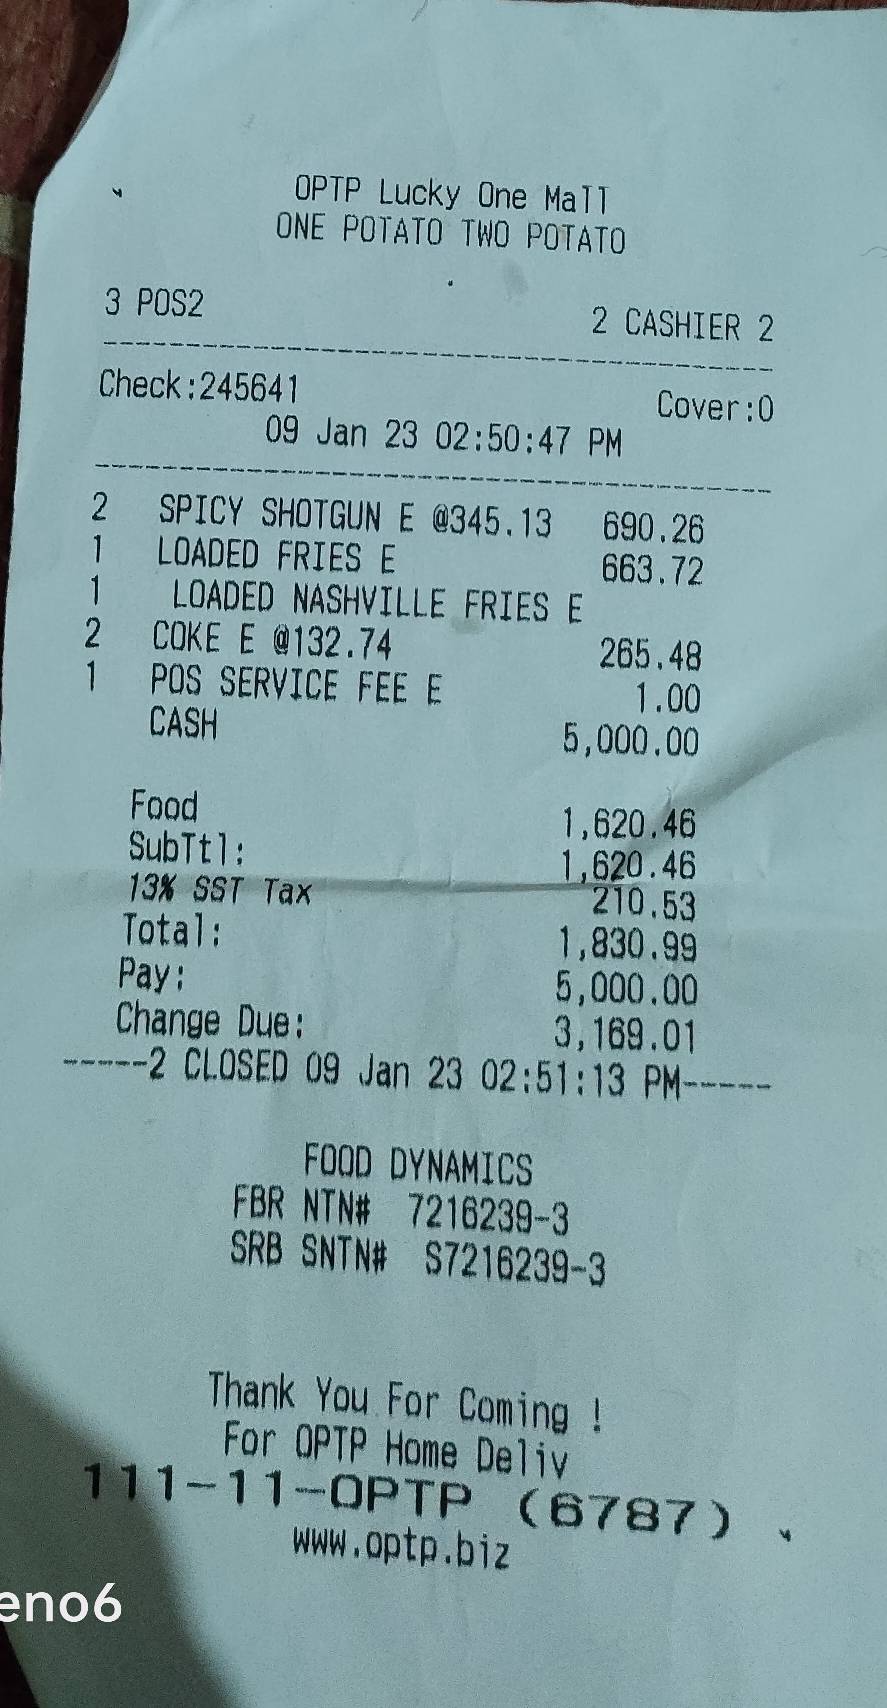 OPTP Lucky One Mall
ONE POTATO TWO POTATO
3 POS2 2 CASHIER 2
--------------------------------------------
Check:245641 Cover:0
09 Jan 23 02:50:47 PM
--------------------------------------------
2 SPICY SHOTGUN E @345.13 690.26
1 LOADED FRIES E 663.72
1 LOADED NASHVILLE FRIES E
2 COKE E @132.74 265.48
1 POS SERVICE FEE E 1.00
CASH 5,000.00
Food 1,620.46
SubTtl: 1,620.46
13% SST Tax 210.53
Total: 1,830.99
Pay: 5,000.00
Change Due: 3,169.01
-----2 CLOSED 09 Jan 23 02:51:13 PM------
FOOD DYNAMICS
FBR NTN# 7216239-3
SRB SNTN# S7216239-3
Thank You For Coming !
For OPTP Home Deliv
111-11-OPTP (6787)
www.optp.biz
eno6